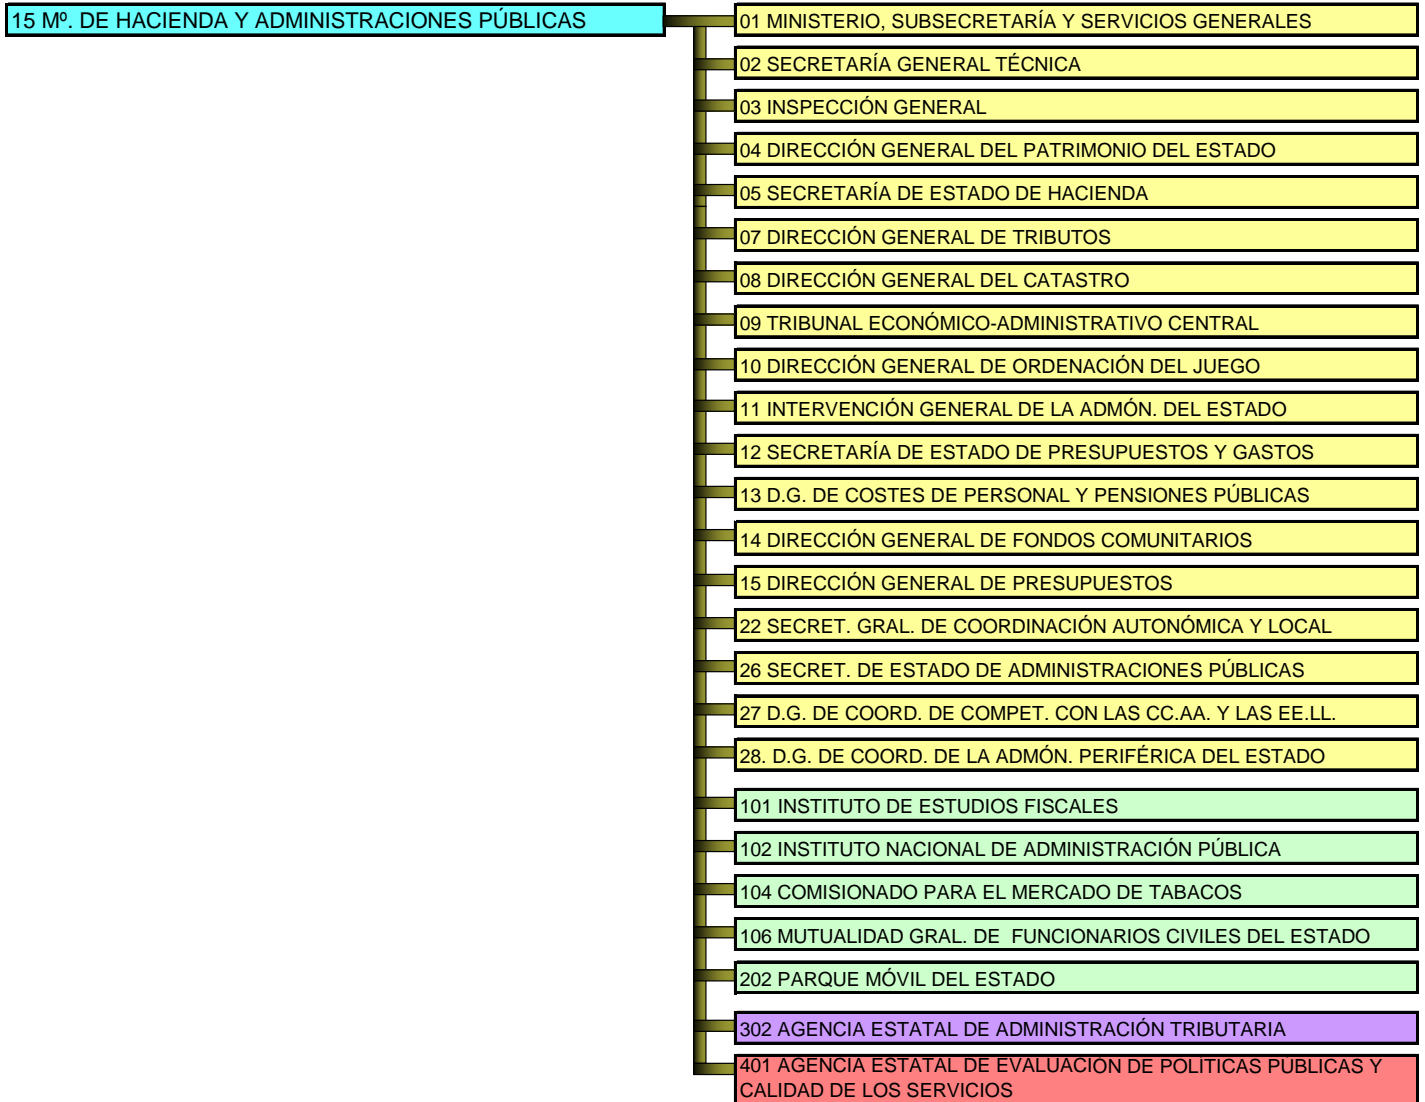 15 Mº. DE HACIENDA Y ADMINISTRACIONES PÚBLICAS
01 MINISTERIO, SUBSECRETARÍA Y SERVICIOS GENERALES
02 SECRETARÍA GENERAL TÉCNICA
03 INSPECCIÓN GENERAL
04 DIRECCIÓN GENERAL DEL PATRIMONIO DEL ESTADO
05 SECRETARÍA DE ESTADO DE HACIENDA
07 DIRECCIÓN GENERAL DE TRIBUTOS
08 DIRECCIÓN GENERAL DEL CATASTRO
09 TRIBUNAL ECONÓMICO-ADMINISTRATIVO CENTRAL
10 DIRECCIÓN GENERAL DE ORDENACIÓN DEL JUEGO
11 INTERVENCIÓN GENERAL DE LA ADMÓN. DEL ESTADO
12 SECRETARÍA DE ESTADO DE PRESUPUESTOS Y GASTOS
13 D.G. DE COSTES DE PERSONAL Y PENSIONES PÚBLICAS
14 DIRECCIÓN GENERAL DE FONDOS COMUNITARIOS
15 DIRECCIÓN GENERAL DE PRESUPUESTOS
22 SECRET. GRAL. DE COORDINACIÓN AUTONÓMICA Y LOCAL
26 SECRET. DE ESTADO DE ADMINISTRACIONES PÚBLICAS
27 D.G. DE COORD. DE COMPET. CON LAS CC.AA. Y LAS EE.LL.
28. D.G. DE COORD. DE LA ADMÓN. PERIFÉRICA DEL ESTADO
101 INSTITUTO DE ESTUDIOS FISCALES
102 INSTITUTO NACIONAL DE ADMINISTRACIÓN PÚBLICA
104 COMISIONADO PARA EL MERCADO DE TABACOS
106 MUTUALIDAD GRAL. DE FUNCIONARIOS CIVILES DEL ESTADO
202 PARQUE MÓVIL DEL ESTADO
302 AGENCIA ESTATAL DE ADMINISTRACIÓN TRIBUTARIA
401 AGENCIA ESTATAL DE EVALUACIÓN DE POLÍTICAS PÚBLICAS Y
CALIDAD DE LOS SERVICIOS